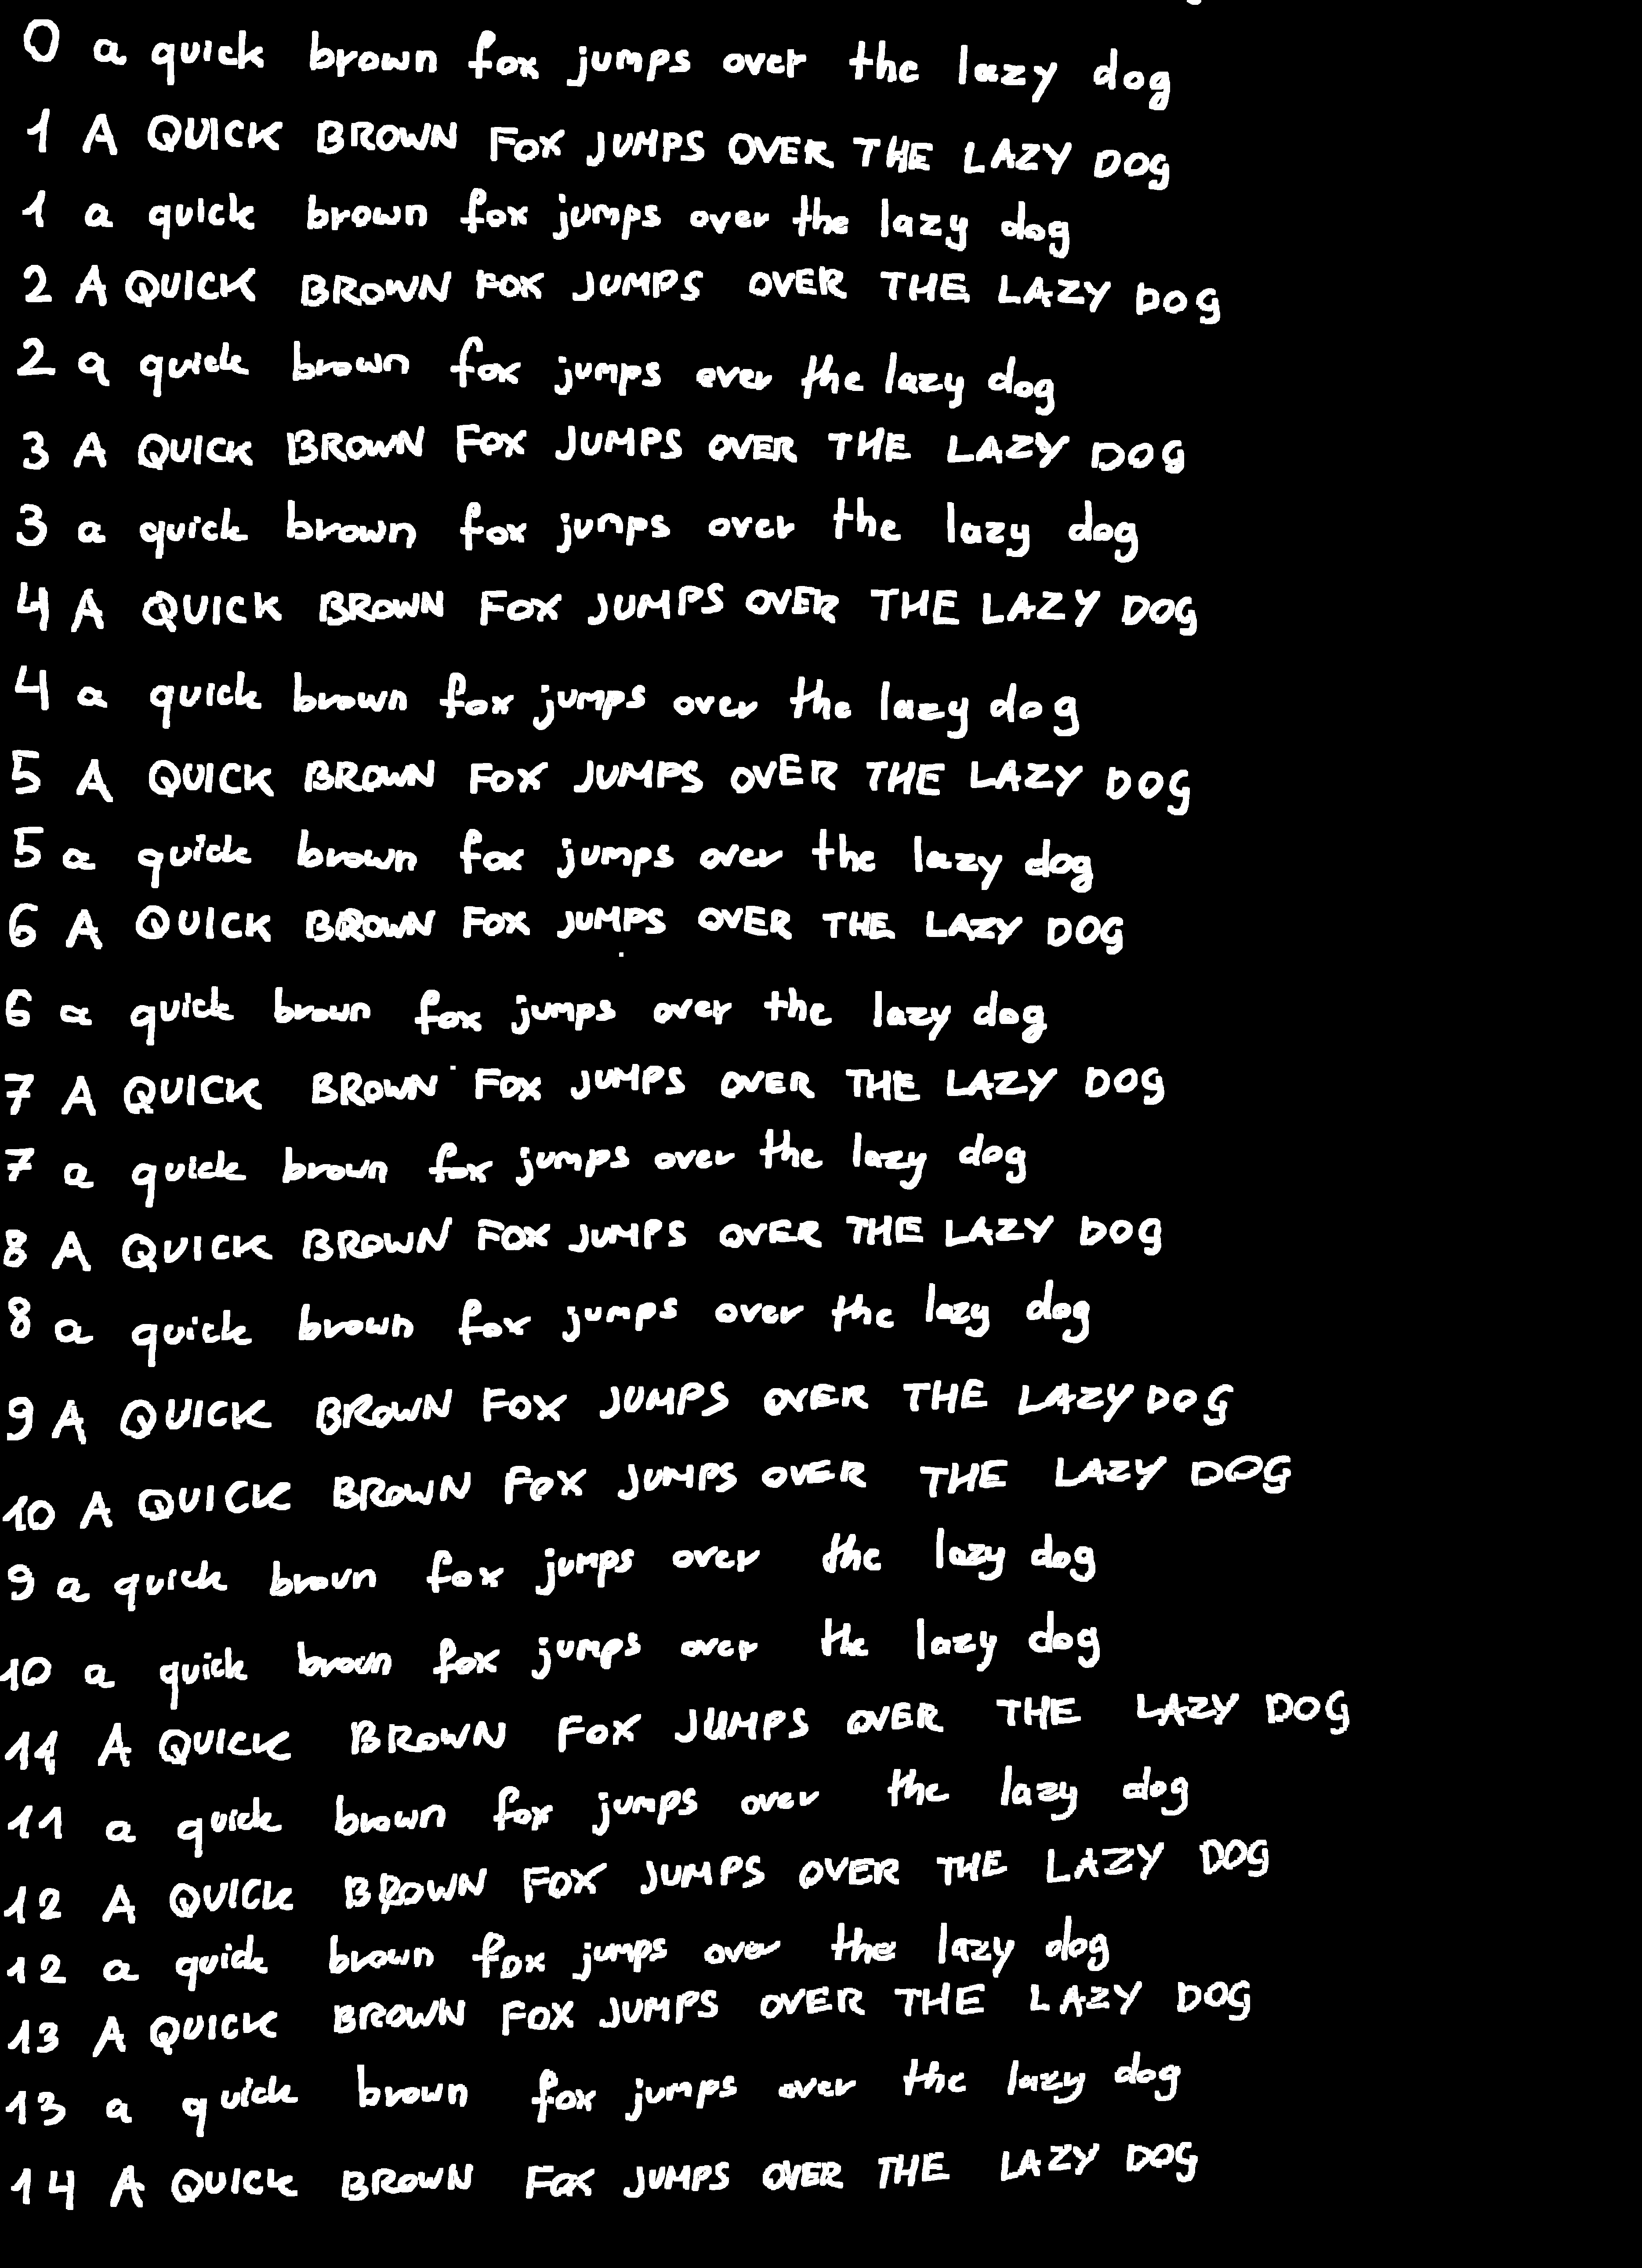 0 a quick brown fox jumps over the lazy dog
1 A QUICK BROWN FOX JUMPS OVER THE LAZY DOG
1 a quick brown fox jumps over the lazy dog
2 A QUICK BROWN FOX JUMPS OVER THE LAZY DOG
2 a quick brown fox jumps over the lazy dog
3 A QUICK BROWN FOX JUMPS OVER THE LAZY DOG
3 a quick brown fox jumps over the lazy dog
4 A QUICK BROWN FOX JUMPS OVER THE LAZY DOG
4 a quick brown fox jumps over the lazy dog
5 A QUICK BROWN FOX JUMPS OVER THE LAZY DOG
5 a quick brown fox jumps over the lazy dog
6 A QUICK BROWN FOX JUMPS OVER THE LAZY DOG
6 a quick brown fox jumps over the lazy dog
7 A QUICK BROWN FOX JUMPS OVER THE LAZY DOG
7 a quick brown fox jumps over the lazy dog
8 A QUICK BROWN FOX JUMPS OVER THE LAZY DOG
8 a quick brown fox jumps over the lazy dog
9 A QUICK BROWN FOX JUMPS OVER THE LAZY DOG
10 A QUICK BROWN FOX JUMPS OVER THE LAZY DOG
9 a quick brown fox jumps over the lazy dog
10 a quick brown fox jumps over the lazy dog
11 A QUICK BROWN FOX JUMPS OVER THE LAZY DOG
11 a quick brown fox jumps over the lazy dog
12 A QUICK BROWN FOX JUMPS OVER THE LAZY DOG
12 a quick brown fox jumps over the lazy dog
13 A QUICK BROWN FOX JUMPS OVER THE LAZY DOG
13 a quick brown fox jumps over the lazy dog
14 A QUICK BROWN FOX JUMPS OVER THE LAZY DOG